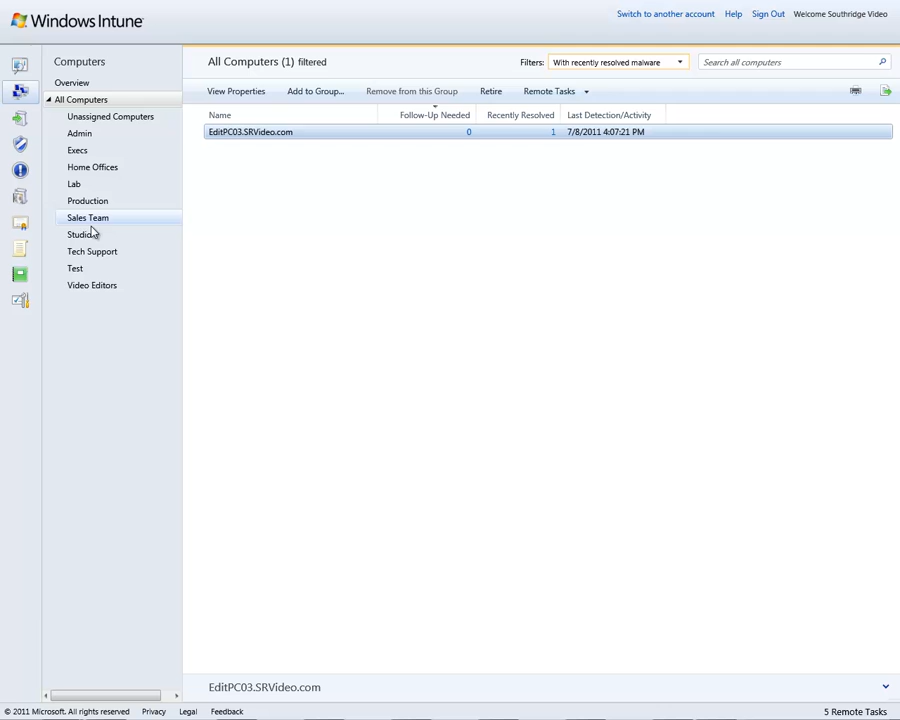 Windows Intune
Switch to another account Help Sign Out Welcome Southridge Video
Computers
Overview
All Computers
Unassigned Computers
Admin
Execs
Home Offices
Lab
Production
Sales Team
Studio
Tech Support
Test
Video Editors
All Computers (1) filtered
Filters: With recently resolved malware
Search all computers
View Properties Add to Group... Remove from this Group Retire Remote Tasks
Name Follow-Up Needed Recently Resolved Last Detection/Activity
EditPC03.SRVideo.com 0 1 7/8/2011 4:07:21 PM
EditPC03.SRVideo.com
© 2011 Microsoft. All rights reserved Privacy Legal Feedback 5 Remote Tasks